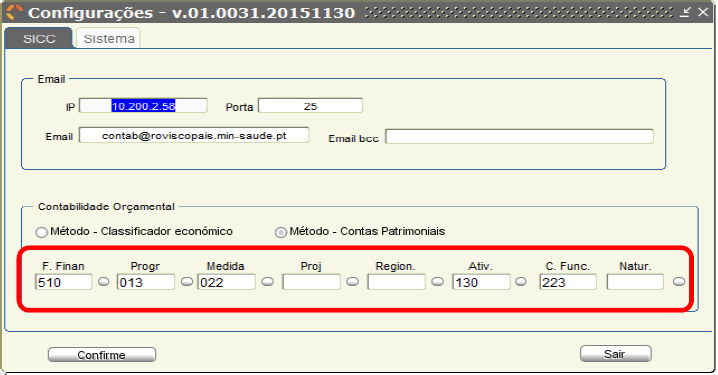 Configurações - v.01.0031.20151130
SICC Sistema
Email
IP 10.200.2.58 Porta 25
Email contab@roviscopais.min-saude.pt Email bcc
Contabilidade Orçamental
Método - Classificador económico Método - Contas Patrimoniais
F. Finan Progr Medida Proj Region. Ativ. C. Func. Natur.
510 013 022 130 223
Confirme Sair